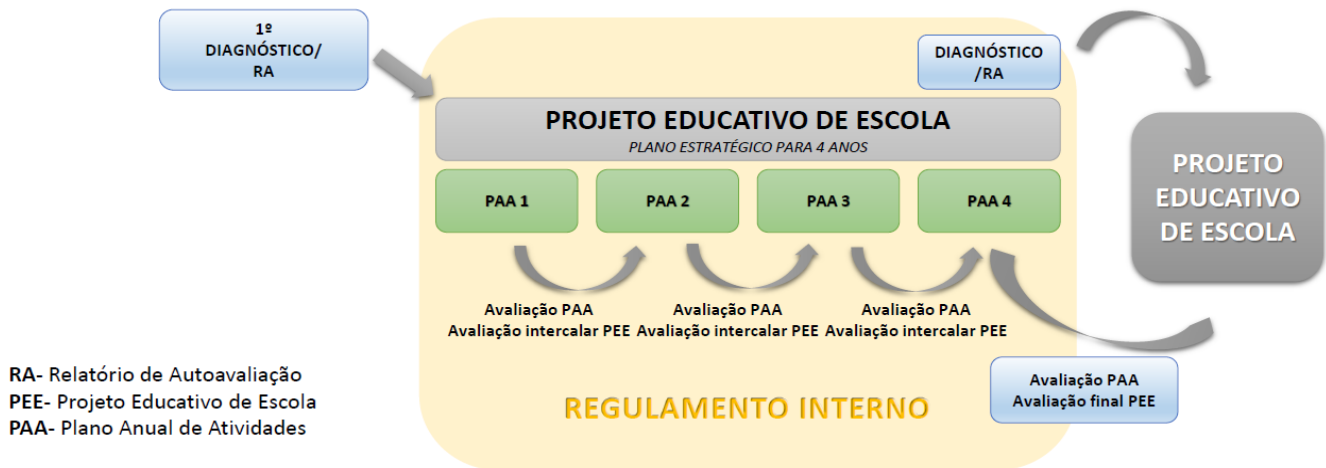 1º
DIAGNÓSTICO/
RA
DIAGNÓSTICO
/RA
PROJETO EDUCATIVO DE ESCOLA
PLANO ESTRATÉGICO PARA 4 ANOS
PAA 1
PAA 2
PAA 3
PAA 4
PROJETO
EDUCATIVO
DE ESCOLA
Avaliação PAA
Avaliação intercalar PEE
Avaliação PAA
Avaliação intercalar PEE
Avaliação PAA
Avaliação intercalar PEE
Avaliação PAA
Avaliação final PEE
REGULAMENTO INTERNO
RA- Relatório de Autoavaliação
PEE- Projeto Educativo de Escola
PAA- Plano Anual de Atividades